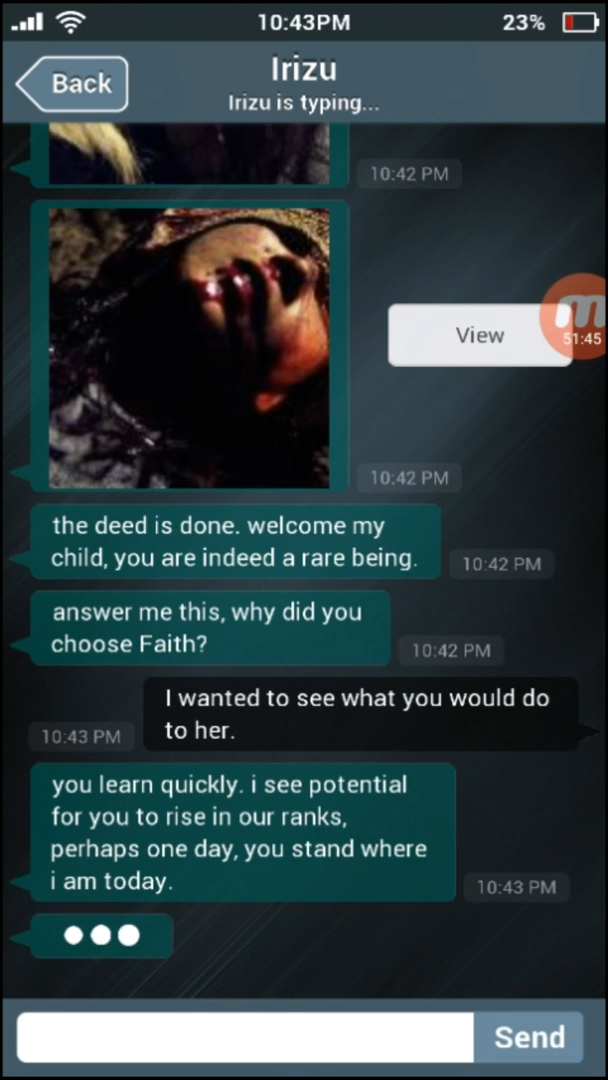 10:43PM
23%
Back
Irizu
Irizu is typing...
10:42 PM
View
51:45
10:42 PM
the deed is done. welcome my
child, you are indeed a rare being.
10:42 PM
answer me this, why did you
choose Faith?
10:42 PM
I wanted to see what you would do
to her.
10:43 PM
you learn quickly. i see potential
for you to rise in our ranks,
perhaps one day, you stand where
i am today.
10:43 PM
Send